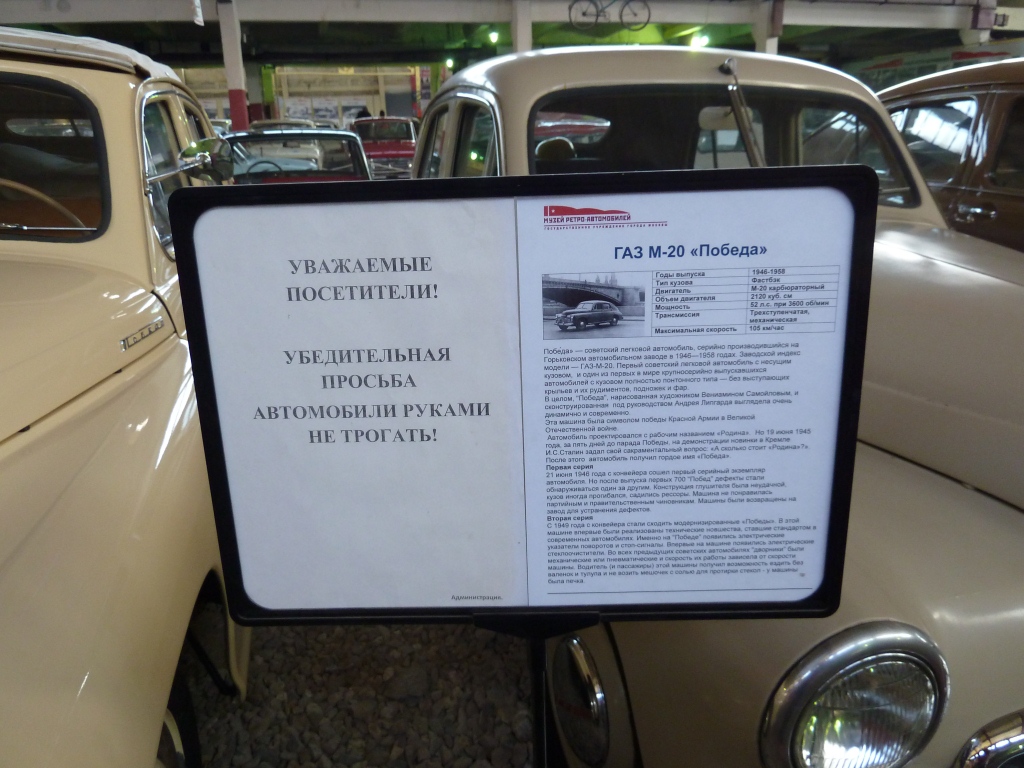 УВАЖАЕМЫЕ
ПОСЕТИТЕЛИ!
УБЕДИТЕЛЬНАЯ
ПРОСЬБА
АВТОМОБИЛИ РУКАМИ
НЕ ТРОГАТЬ!
Администрация.
МУЗЕЙ РЕТРО-АВТОМОБИЛЕЙ
ГОСУДАРСТВЕННОЕ УЧРЕЖДЕНИЕ ГОРОДА МОСКВЫ
ГАЗ М-20 «Победа»
Годы выпуска 1946-1958
Тип кузова Фастбэк
Двигатель М-20 карбюраторный
Объем двигателя 2120 куб. см
Мощность 52 л.с. при 3600 об/мин
Трансмиссия Трехступенчатая,
механическая
Максимальная скорость 105 км/час
Победа» — советский легковой автомобиль, серийно производившийся на
Горьковском автомобильном заводе в 1946—1958 годах. Заводской индекс
модели — ГАЗ-М-20. Первый советский легковой автомобиль с несущим
кузовом, и один из первых в мире крупносерийно выпускавшихся
автомобилей с кузовом полностью понтонного типа — без выступающих
крыльев и их рудиментов, подножек и фар.
В целом, "Победа", нарисованная художником Вениамином Самойловым, и
сконструированная под руководством Андрея Липгарда выглядела очень
динамично и современно.
Эта машина была символом победы Красной Армии в Великой
Отечественной войне.
Автомобиль проектировался с рабочим названием «Родина». Но 19 июня 1945
года, за пять дней до парада Победы, на демонстрации новинки в Кремле
И.С.Сталин задал свой сакраментальный вопрос: «А сколько стоит «Родина»?».
После этого автомобиль получил гордое имя «Победа».
Первая серия
21 июня 1946 года с конвейера сошел первый серийный экземпляр
автомобиля. Но после выпуска первых 700 "Побед" дефекты стали
обнаруживаться один за другим. Конструкция глушителя была неудачной,
кузов иногда прогибался, садились рессоры. Машина не понравилась
партийным и правительственным чиновникам. Машины были возвращены на
завод для устранения дефектов.
Вторая серия
С 1949 года с конвейера стали сходить модернизированные «Победы». В этой
машине впервые были реализованы технические новшества, ставшие стандартом в
современных автомобилях. Именно на "Победе" появились электрические
указатели поворотов и стоп-сигналы. Впервые на машине появились электрические
стеклоочистители. Во всех предыдущих советских автомобилях "дворники" были
механические или пневматические и скорость их работы зависела от скорости
машины. Водитель (и пассажиры) этой машины получил возможность ездить без
валенок и тулупа и не возить мешочек с солью для протирки стекол - у машины
была печка.